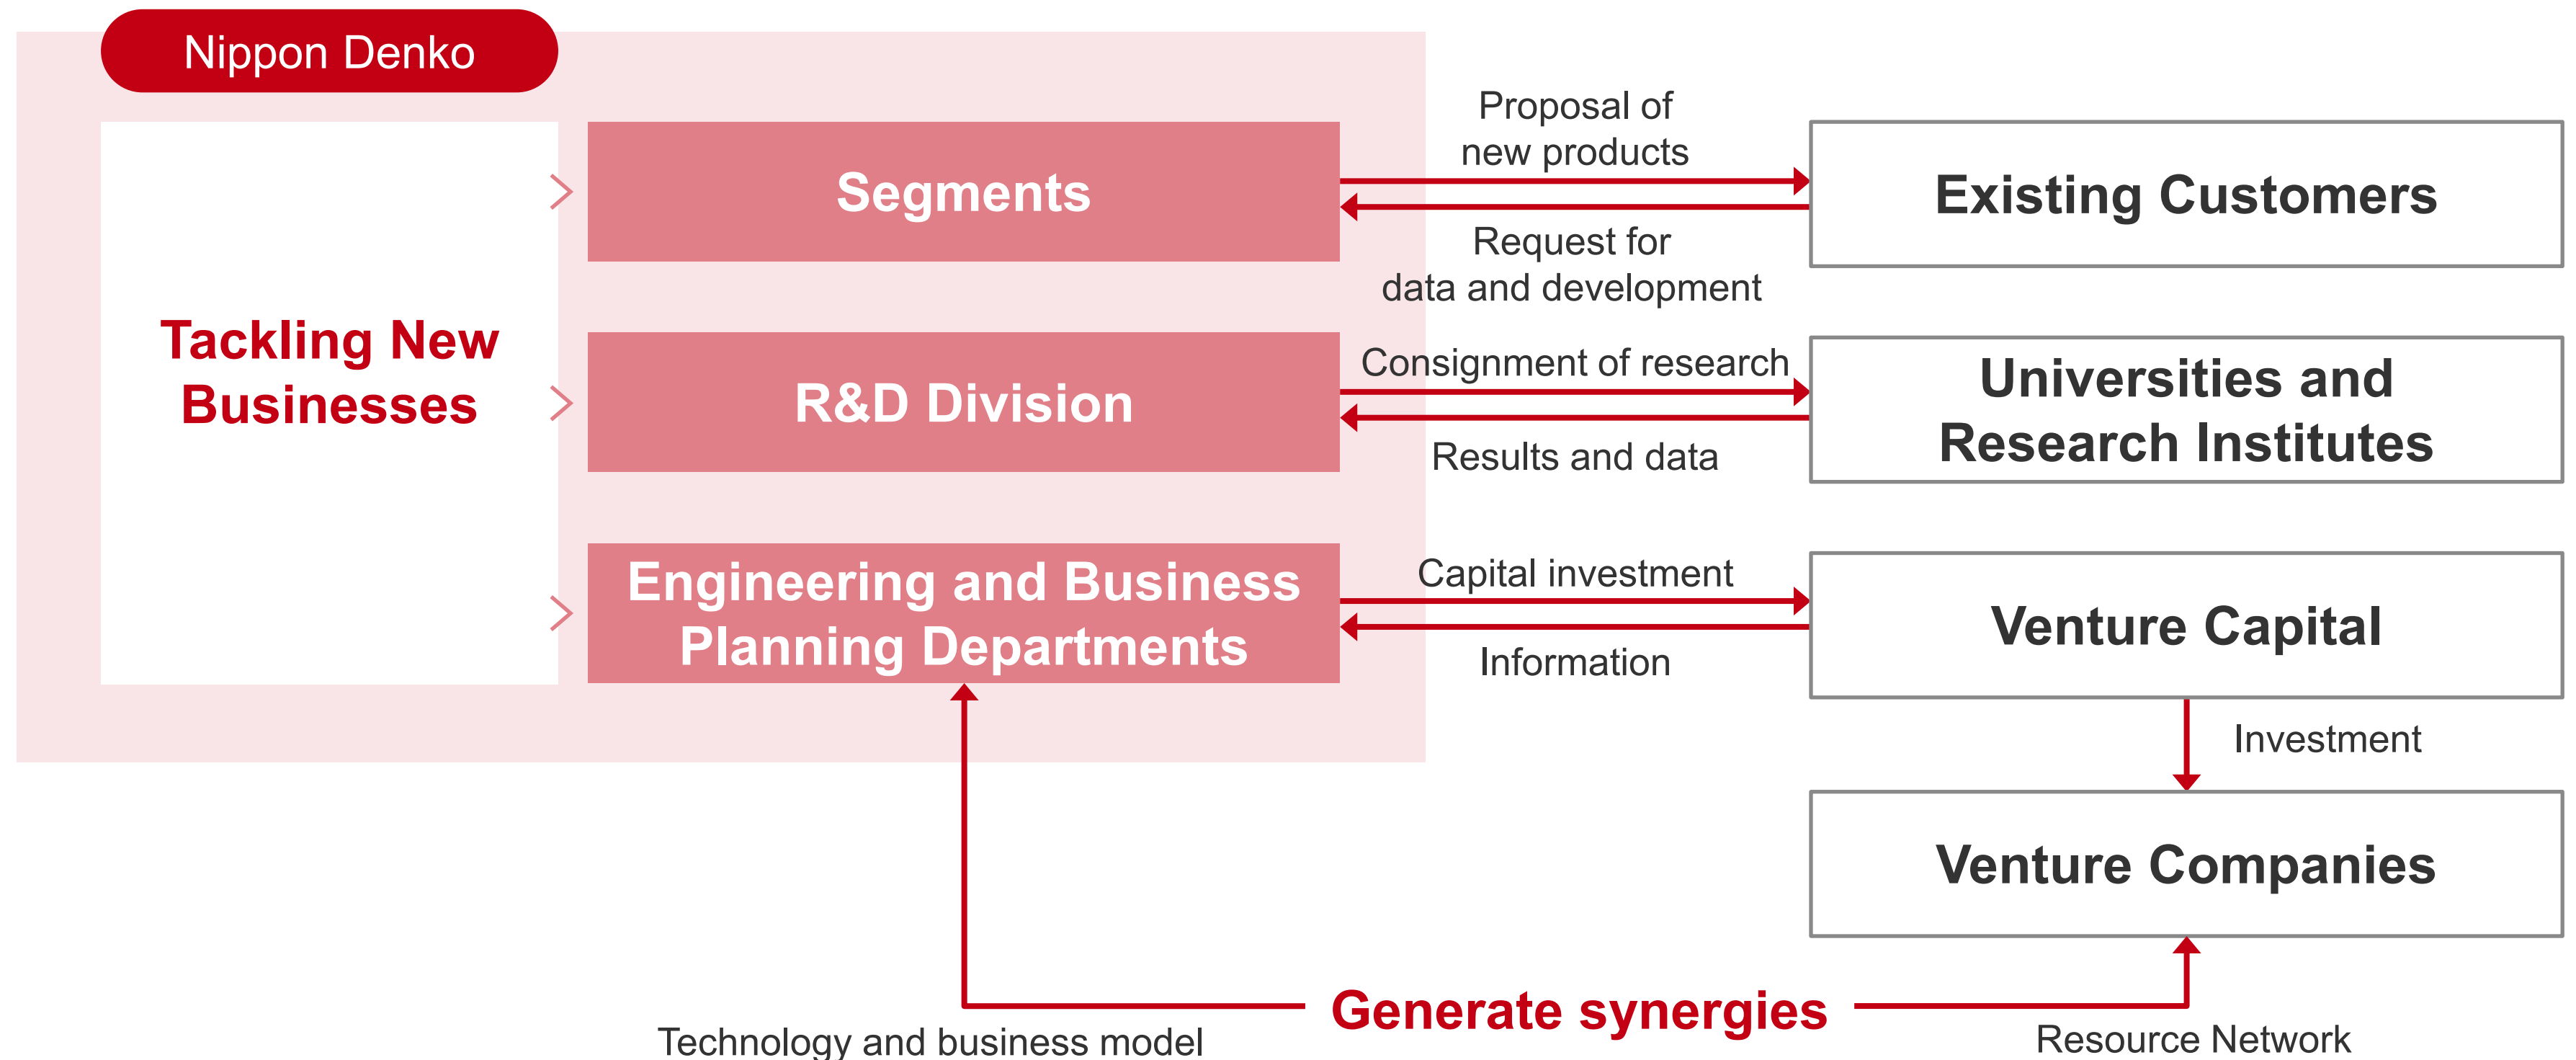 Nippon Denko
Tackling New
Businesses
Segments
Proposal of
new products
Request for
data and development
Existing Customers
R&D Division
Consignment of research
Results and data
Universities and
Research Institutes
Engineering and Business
Planning Departments
Capital investment
Information
Venture Capital
Investment
Venture Companies
Generate synergies
Technology and business model
Resource Network